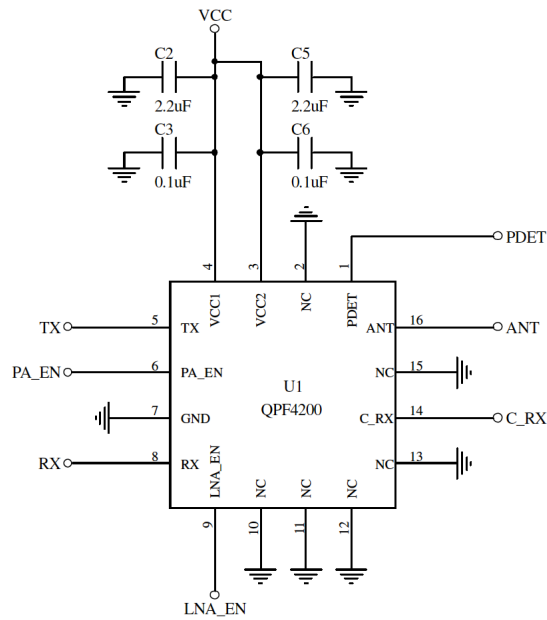 VCC
C2
C5
2.2uF
2.2uF
C3
C6
0.1uF
0.1uF
PDET
4
3
2
1
VCC1
VCC2
NC
PDET
TX
5
TX
ANT
16
ANT
PA_EN
6
PA_EN
NC
15
U1
QPF4200
7
GND
C_RX
14
C_RX
RX
8
RX
LNA_EN
NC
NC
NC
NC
13
9
10
11
12
LNA_EN